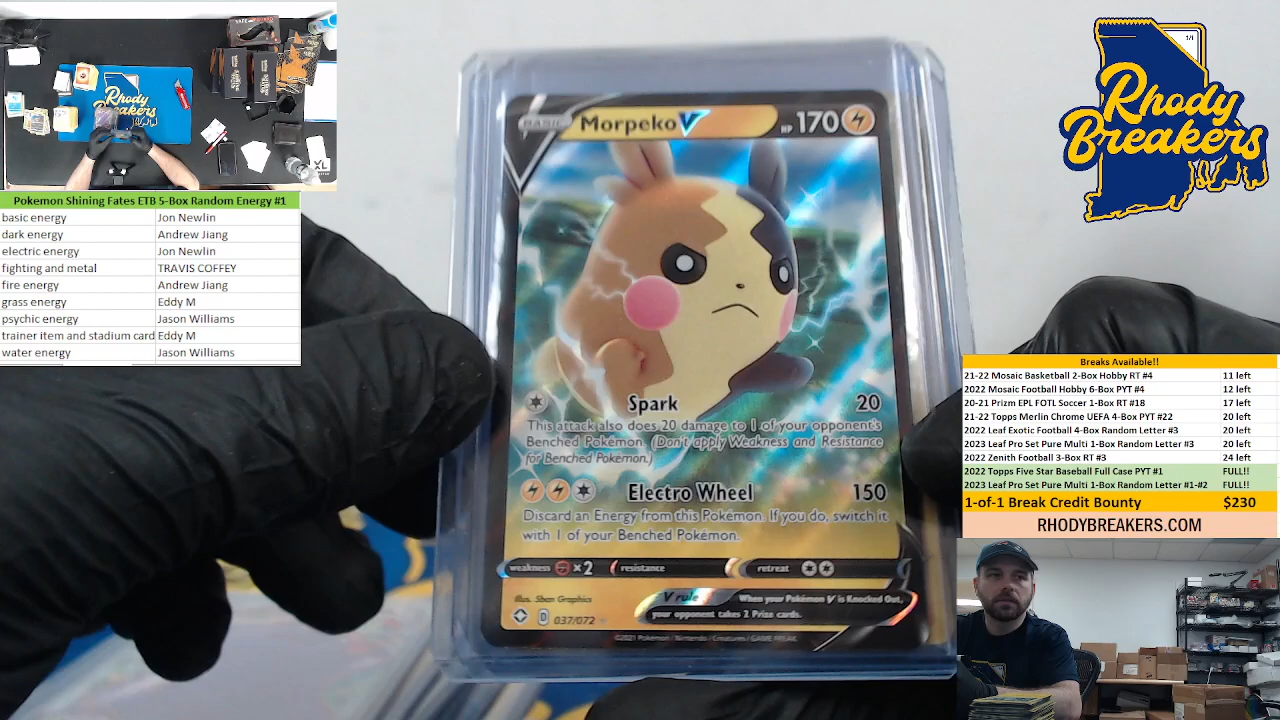 Rhody
Breakers
XL
Pokemon Shining Fates ETB 5-Box Random Energy #1
basic energy Jon Newlin
dark energy Andrew Jiang
electric energy Jon Newlin
fighting and metal TRAVIS COFFEY
fire energy Andrew Jiang
grass energy Eddy M
psychic energy Jason Williams
trainer item and stadium card Eddy M
water energy Jason Williams
BASIC Morpeko V HP 170
Spark 20
This attack also does 20 damage to 1 of your opponent's
Benched Pokémon. (Don't apply Weakness and Resistance
for Benched Pokémon.)
Electro Wheel 150
Discard an Energy from this Pokémon. If you do, switch it
with 1 of your Benched Pokémon.
weakness ×2 resistance retreat
Illus. Sban Graphics
V rule When your Pokémon V is Knocked Out,
your opponent takes 2 Prize cards.
D 037/072
©2021 Pokémon / Nintendo / Creatures / GAME FREAK
1/1
Rhody
Breakers
Breaks Available!!
21-22 Mosaic Basketball 2-Box Hobby RT #4 11 left
2022 Mosaic Football Hobby 6-Box PYT #4 12 left
20-21 Prizm EPL FOTL Soccer 1-Box RT #18 17 left
21-22 Topps Merlin Chrome UEFA 4-Box PYT #22 20 left
2022 Leaf Exotic Football 4-Box Random Letter #3 20 left
2023 Leaf Pro Set Pure Multi 1-Box Random Letter #3 20 left
2022 Zenith Football 3-Box RT #3 24 left
2022 Topps Five Star Baseball Full Case PYT #1 FULL!!
2023 Leaf Pro Set Pure Multi 1-Box Random Letter #1-#2 FULL!!
1-of-1 Break Credit Bounty $230
RHODYBREAKERS.COM